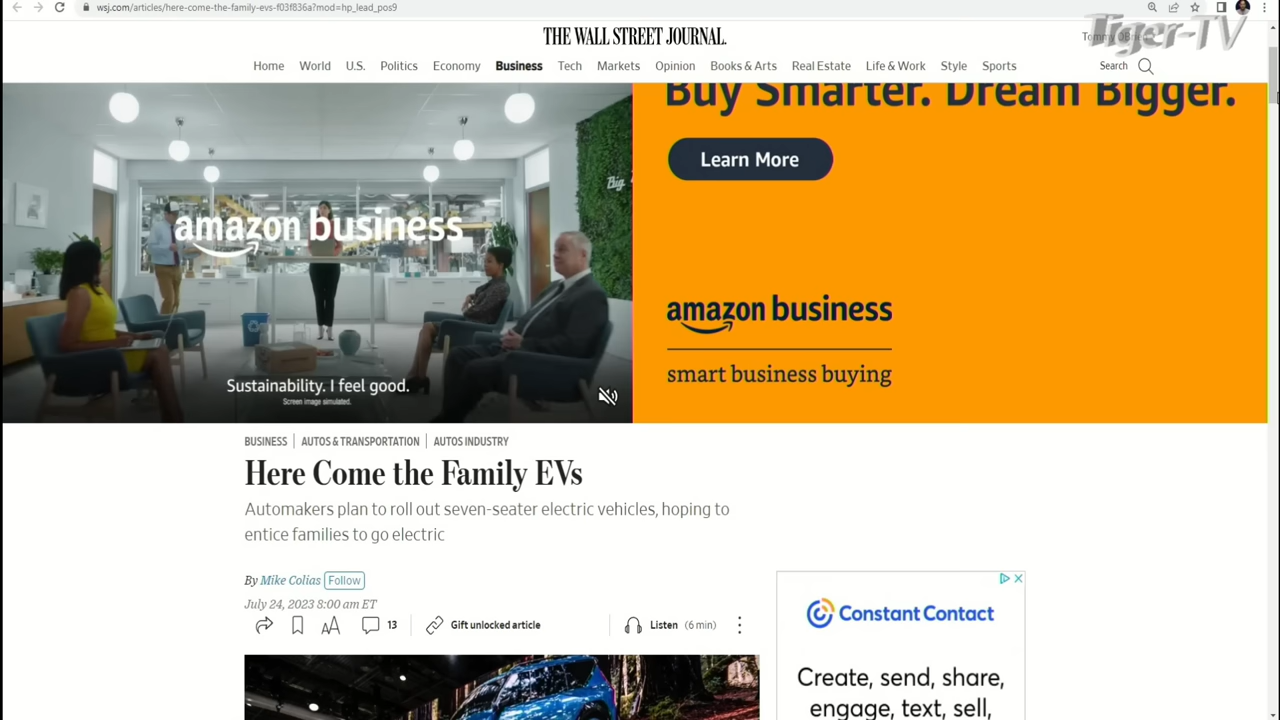 wsj.com/articles/here-come-the-family-evs-f03f836a?mod=hp_lead_pos9
Tiger-TV
THE WALL STREET JOURNAL.
Home World U.S. Politics Economy Business Tech Markets Opinion Books & Arts Real Estate Life & Work Style Sports
Search
Buy Smarter. Dream Bigger.
Learn More
Big
amazon business
amazon business
smart business buying
Sustainability. I feel good.
Screen image simulated.
BUSINESS | AUTOS & TRANSPORTATION | AUTOS INDUSTRY
Here Come the Family EVs
Automakers plan to roll out seven-seater electric vehicles, hoping to
entice families to go electric
By Mike Colias Follow
July 24, 2023 8:00 am ET
13 Gift unlocked article Listen (6 min)
Constant Contact
Create, send, share,
engage, text, sell,